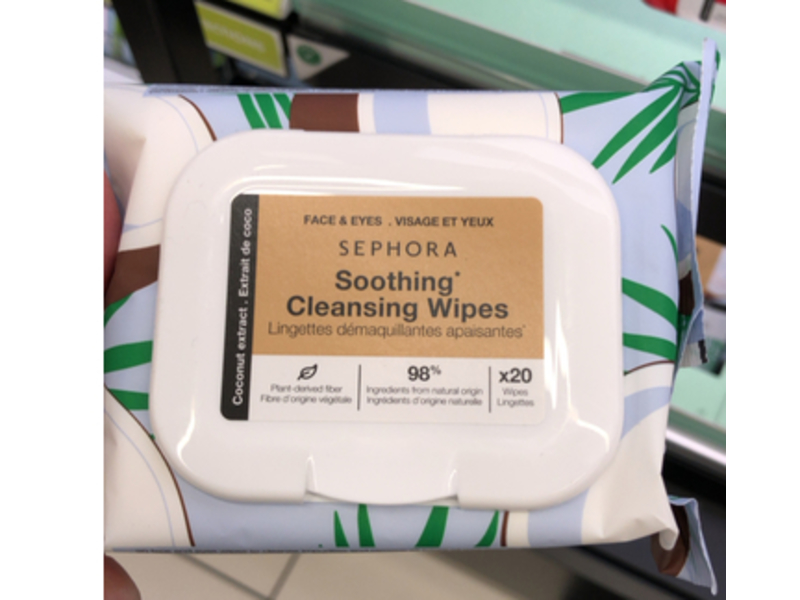 FACE & EYES . VISAGE ET YEUX
SEPHORA
Soothing*
Cleansing Wipes
Lingettes démaquillantes apaisantes*
Coconut extract . Extrait de coco
Plant-derived fiber
Fibre d'origine végétale
98%
Ingredients from natural origin
Ingrédients d'origine naturelle
x20
Wipes
Lingettes